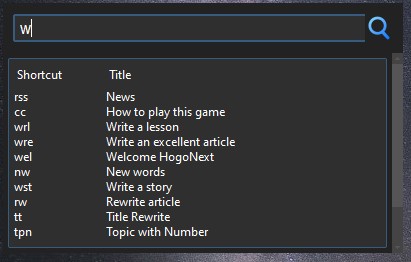 w
Shortcut Title
rss News
cc How to play this game
wrl Write a lesson
wre Write an excellent article
wel Welcome HogoNext
nw New words
wst Write a story
rw Rewrite article
tt Title Rewrite
tpn Topic with Number